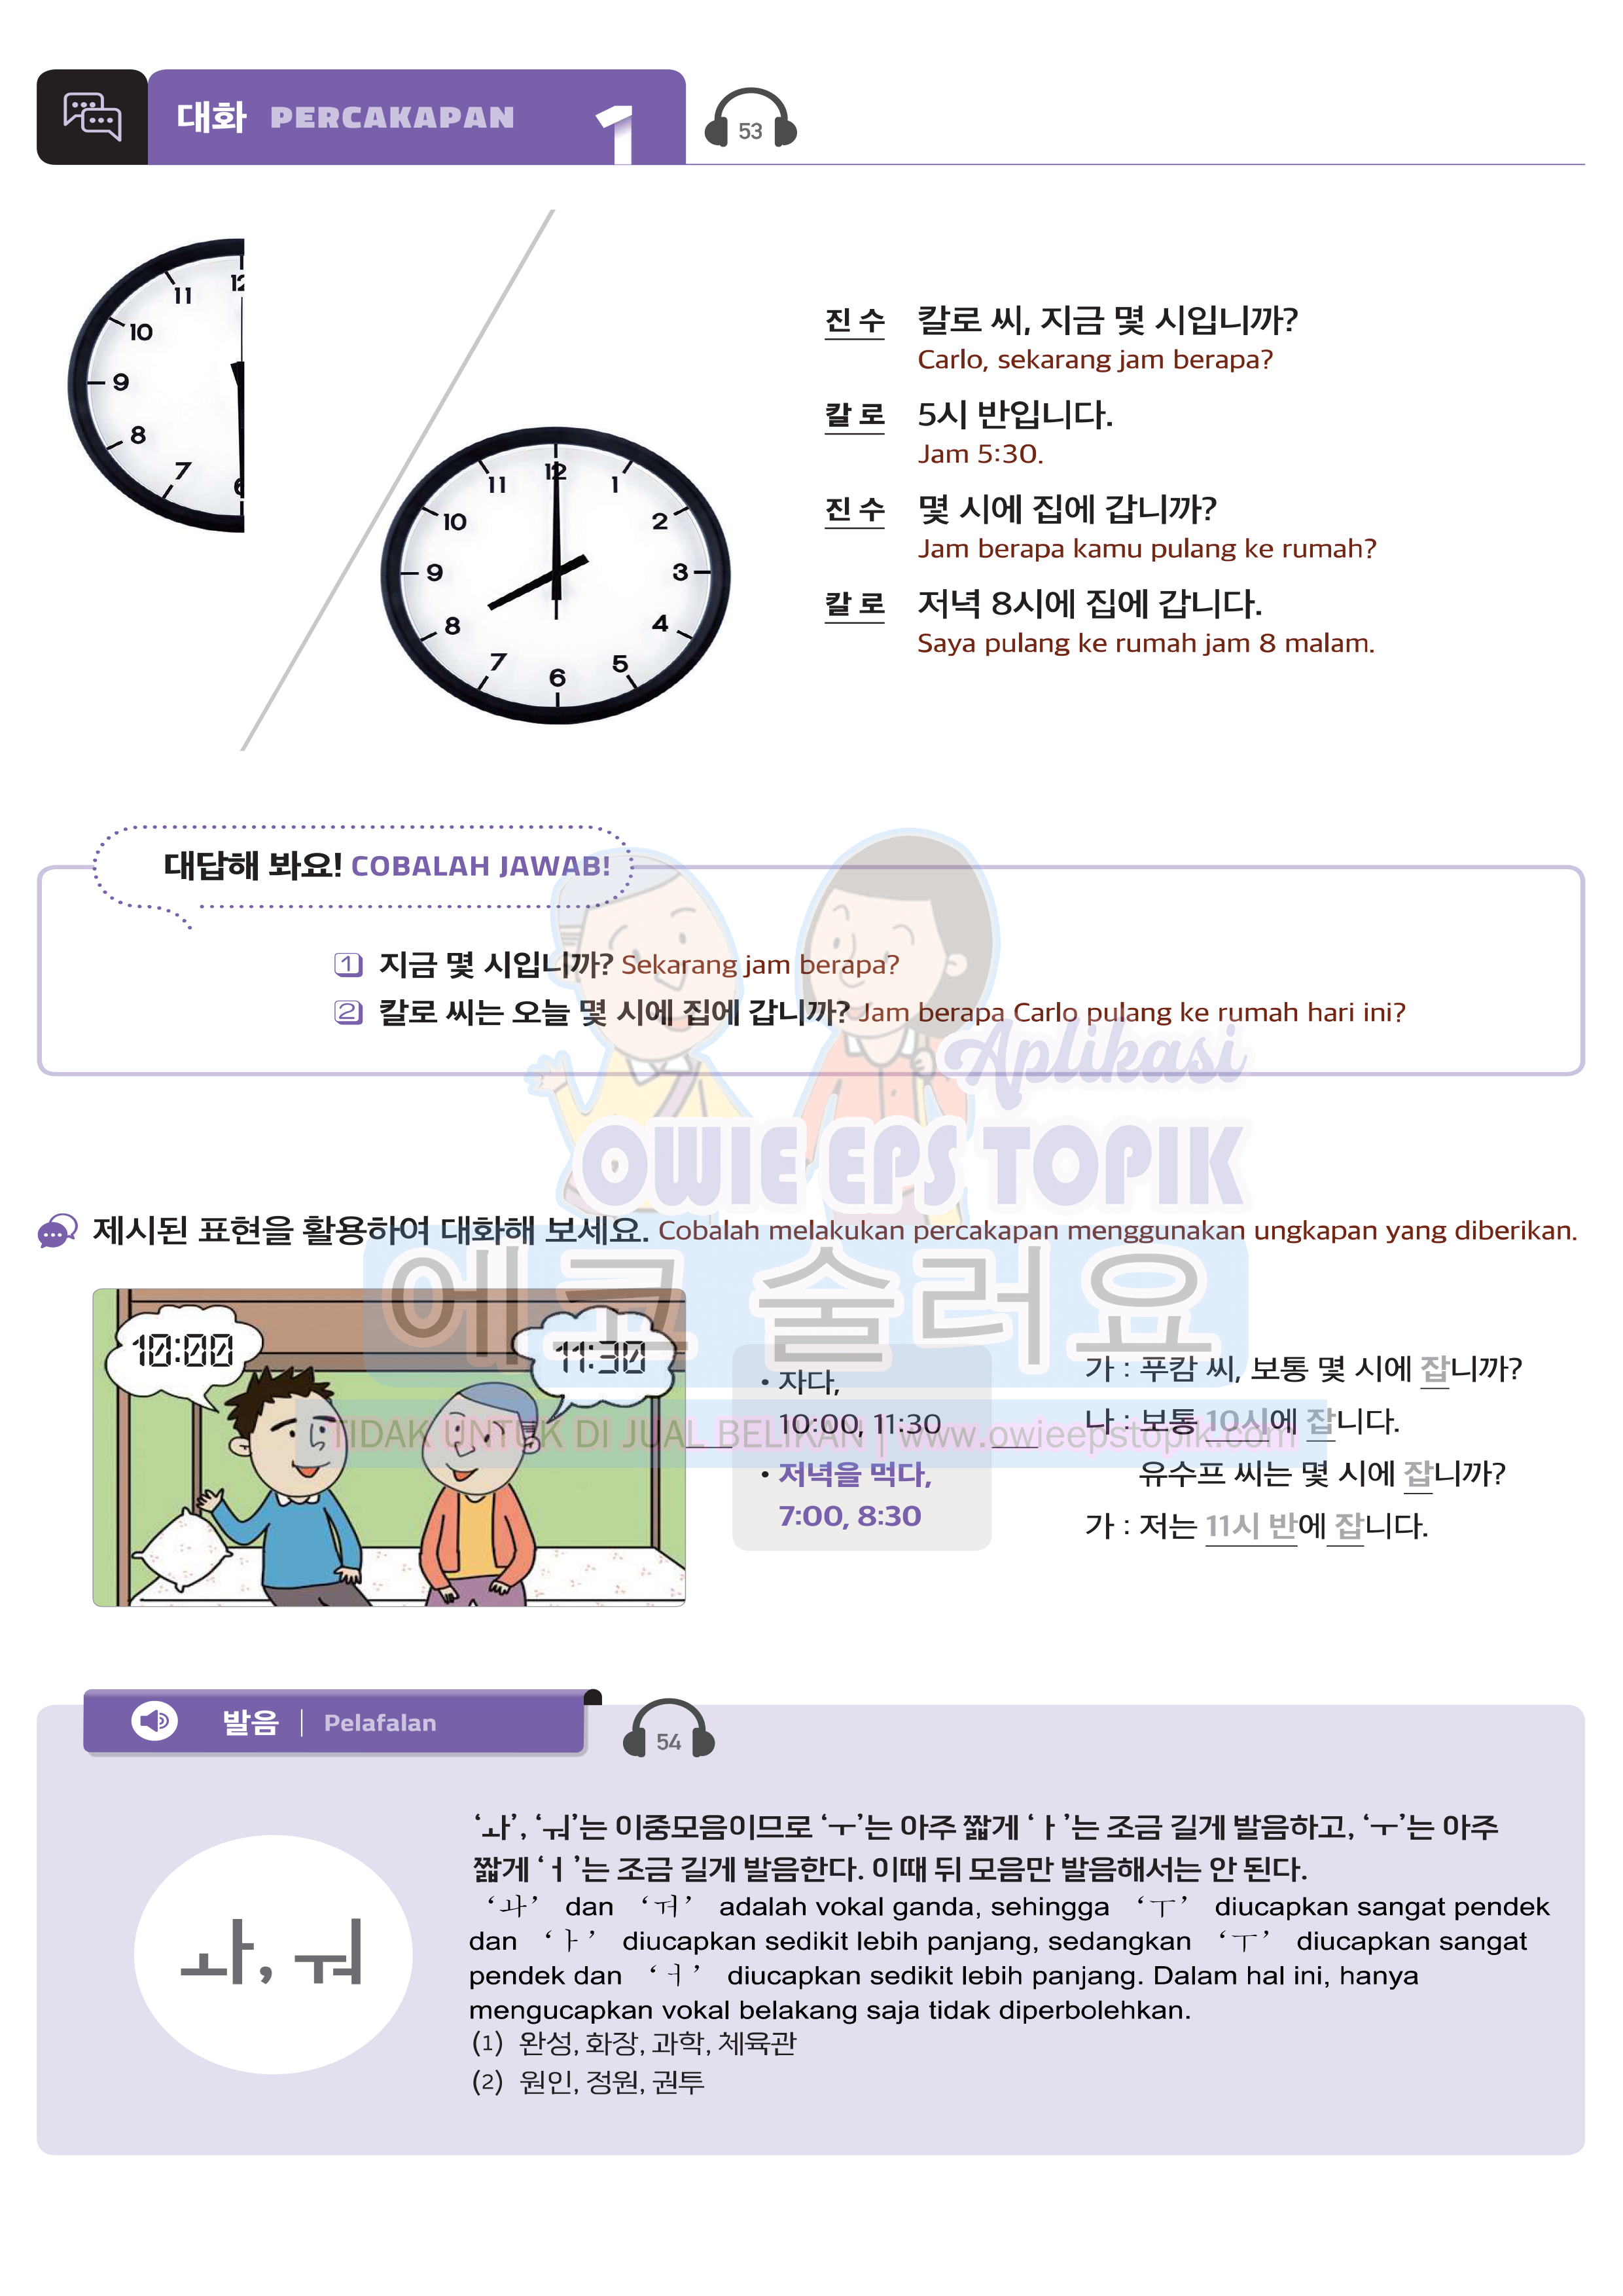 대화 PERCAKAPAN 1
53
11
12
10
9
8
7
6
12
11
1
10
2
9
3
8
4
7
5
6
진 수 칼로 씨, 지금 몇 시입니까?
Carlo, sekarang jam berapa?
칼 로 5시 반입니다.
Jam 5:30.
진 수 몇 시에 집에 갑니까?
Jam berapa kamu pulang ke rumah?
칼 로 저녁 8시에 집에 갑니다.
Saya pulang ke rumah jam 8 malam.
대답해 봐요! COBALAH JAWAB!
1 지금 몇 시입니까? Sekarang jam berapa?
2 칼로 씨는 오늘 몇 시에 집에 갑니까? Jam berapa Carlo pulang ke rumah hari ini?
Aplikasi
OWIE EPS TOPIK
제시된 표현을 활용하여 대화해 보세요. Cobalah melakukan percakapan menggunakan ungkapan yang diberikan.
에코 술러요
10:00
11:30
• 자다,
10:00, 11:30
• 저녁을 먹다,
7:00, 8:30
가 : 푸캄 씨, 보통 몇 시에 잡니까?
나 : 보통 10시에 잡니다.
유수프 씨는 몇 시에 잡니까?
가 : 저는 11시 반에 잡니다.
TIDAK UNTUK DI JUAL BELIKAN | www.owieepstopik.com
발음 | Pelafalan
54
ㅘ, ㅝ
‘ㅘ’, ‘ㅝ’는 이중모음이므로 ‘ㅜ’는 아주 짧게 ‘ㅏ’는 조금 길게 발음하고, ‘ㅜ’는 아주
짧게 ‘ㅓ’는 조금 길게 발음한다. 이때 뒤 모음만 발음해서는 안 된다.
‘ㅘ’ dan ‘ㅝ’ adalah vokal ganda, sehingga ‘ㅜ’ diucapkan sangat pendek
dan ‘ㅏ’ diucapkan sedikit lebih panjang, sedangkan ‘ㅜ’ diucapkan sangat
pendek dan ‘ㅓ’ diucapkan sedikit lebih panjang. Dalam hal ini, hanya
mengucapkan vokal belakang saja tidak diperbolehkan.
(1) 완성, 화장, 과학, 체육관
(2) 원인, 정원, 권투